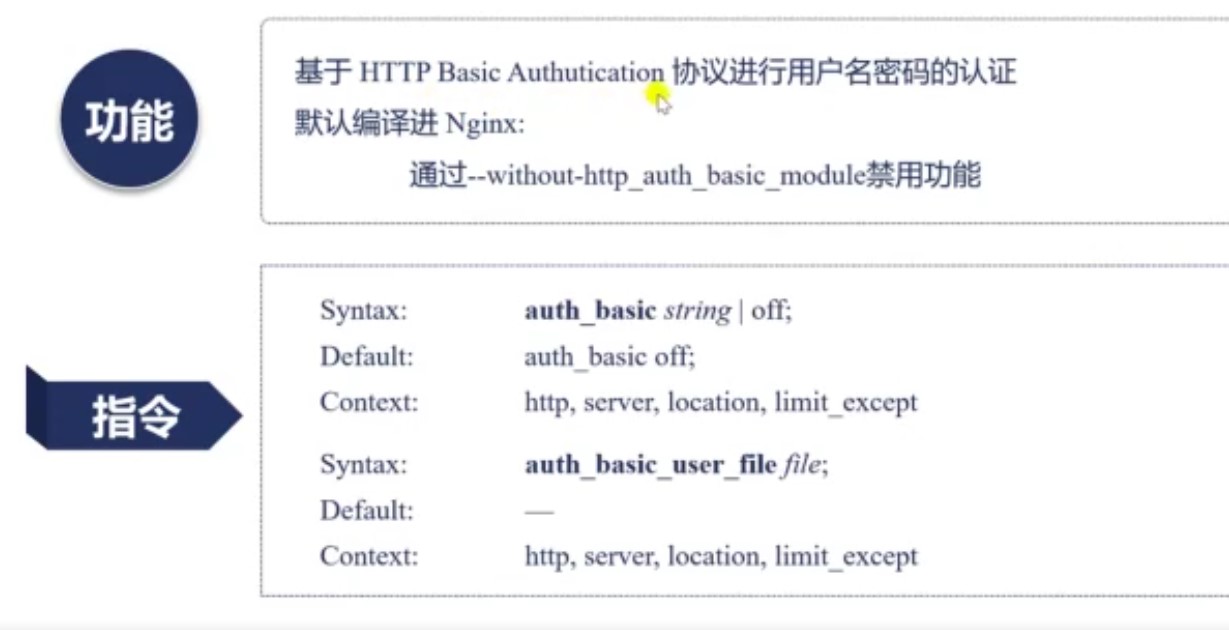 功能
基于 HTTP Basic Authutication 协议进行用户名密码的认证
默认编译进 Nginx:
通过--without-http_auth_basic_module禁用功能
指令
Syntax: auth_basic string | off;
Default: auth_basic off;
Context: http, server, location, limit_except
Syntax: auth_basic_user_file file;
Default: —
Context: http, server, location, limit_except